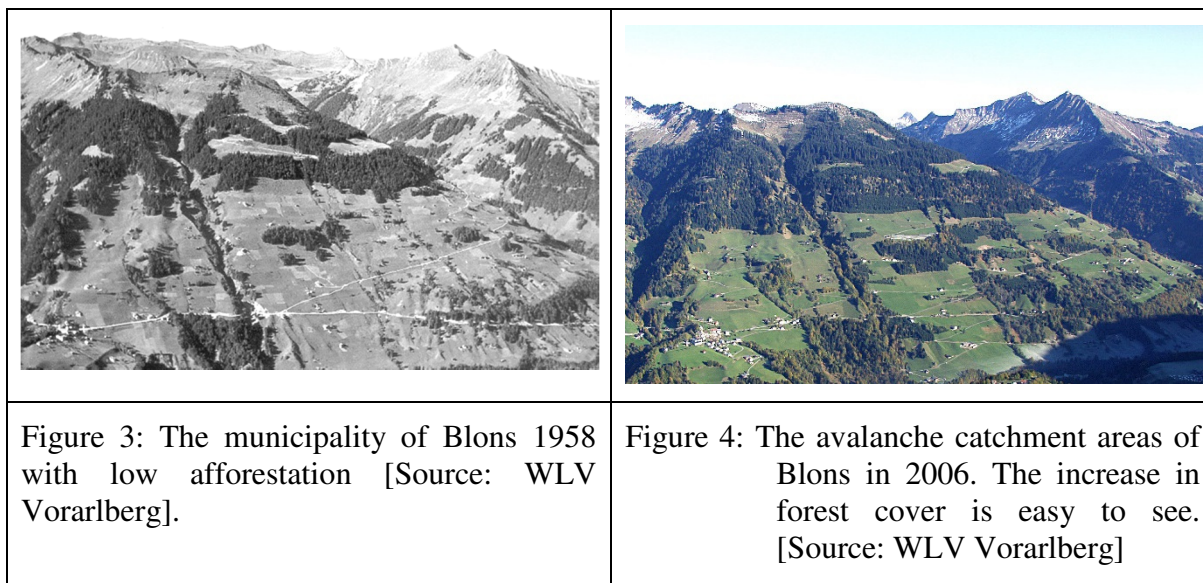 Figure 3: The municipality of Blons 1958
with low afforestation [Source: WLV
Vorarlberg].
Figure 4: The avalanche catchment areas of
Blons in 2006. The increase in
forest cover is easy to see.
[Source: WLV Vorarlberg]